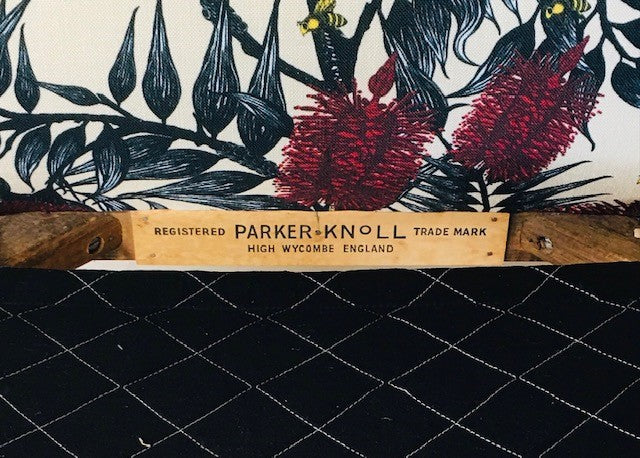 REGISTERED PARKER-KNOLL TRADE MARK
HIGH WYCOMBE ENGLAND